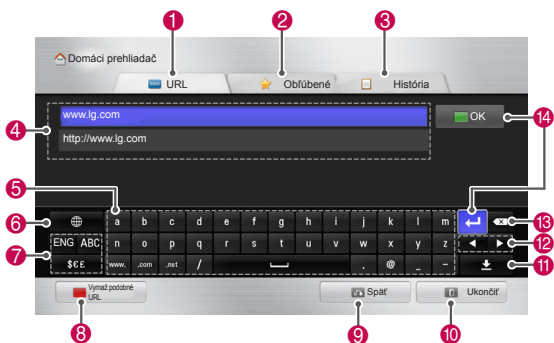 1 2 3
Domáci prehliadač
URL Obľúbené História
4 www.lg.com OK 14
http://www.lg.com
5
6 a b c d e f g h i j k l m 13
7 ENG ABC n o p q r s t u v w x y z 12
$€£ www, .com .net / . @ _ - 11
Vymaž podobné
URL
Späť Ukončiť
8 9 10